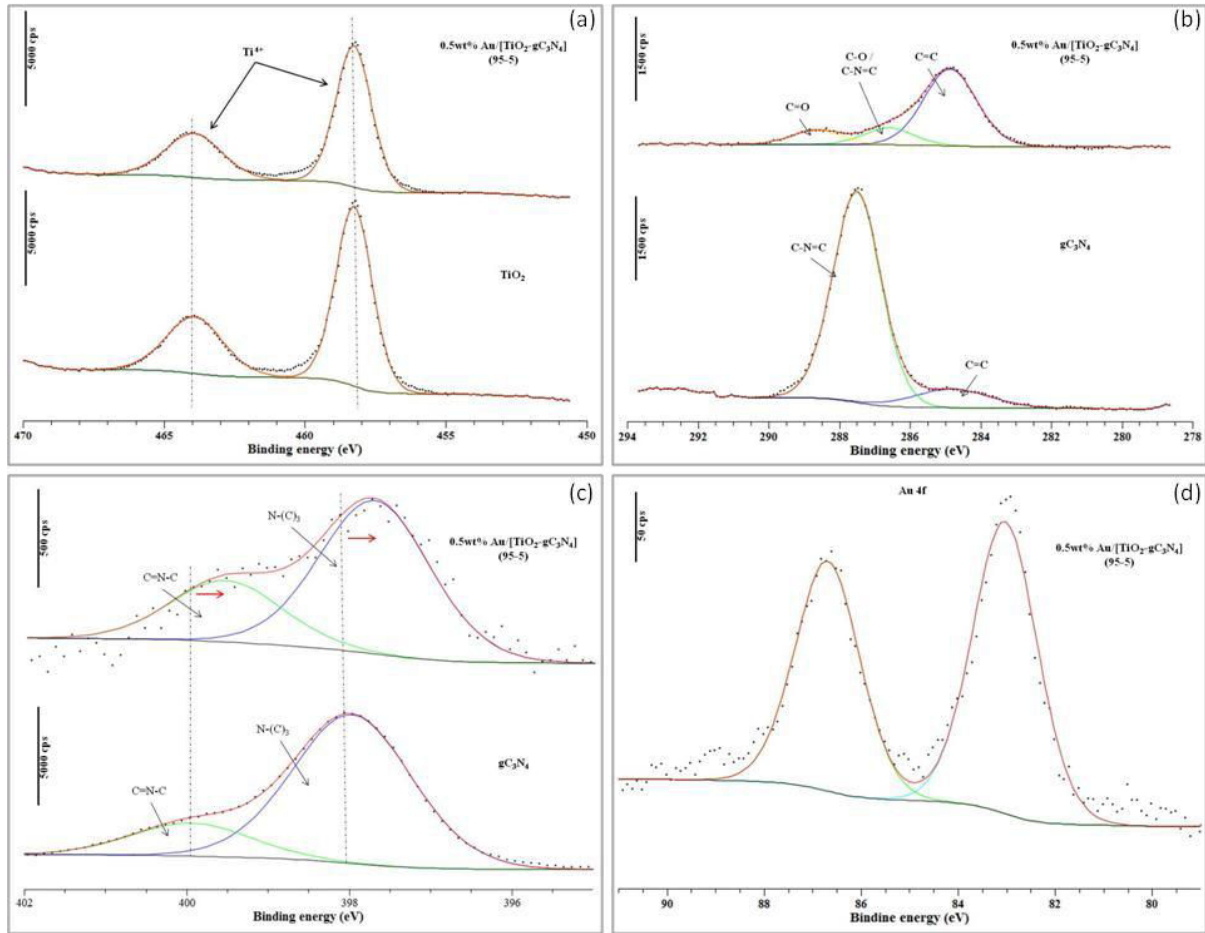 (a)
5000 cps
Ti⁴⁺
0.5wt% Au/[TiO₂-gC₃N₄]
(95-5)
5000 cps
TiO₂
470 465 460 455 450
Binding energy (eV)
(b)
1500 cps
0.5wt% Au/[TiO₂-gC₃N₄]
(95-5)
C-O /
C-N=C
C=C
C=O
1500 cps
gC₃N₄
C-N=C
C=C
294 292 290 288 286 284 282 280 278
Binding energy (eV)
(c)
500 cps
N-(C)₃
0.5wt% Au/[TiO₂-gC₃N₄]
(95-5)
C=N-C
5000 cps
N-(C)₃
gC₃N₄
C=N-C
402 400 398 396
Binding energy (eV)
(d)
Au 4f
50 cps
0.5wt% Au/[TiO₂-gC₃N₄]
(95-5)
90 88 86 84 82 80
Bindine energy (eV)